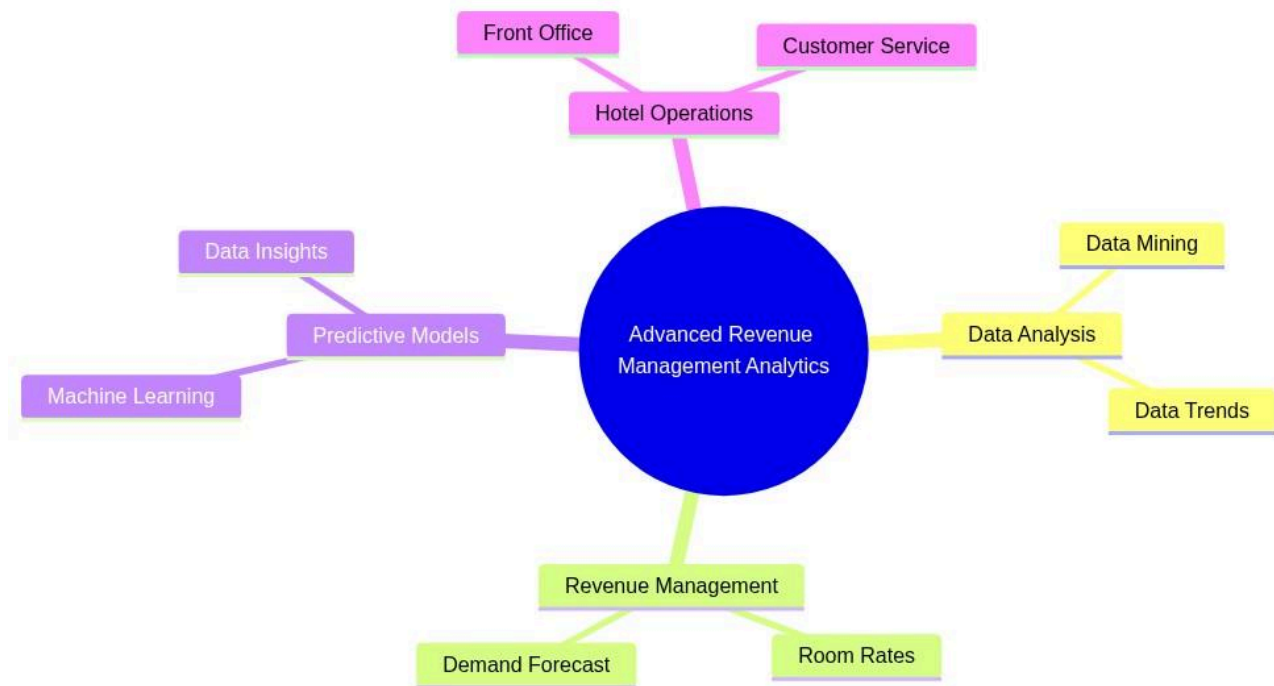 Front Office
Customer Service
Hotel Operations
Data Insights
Predictive Models
Machine Learning
Advanced Revenue
Management Analytics
Data Mining
Data Analysis
Data Trends
Revenue Management
Demand Forecast
Room Rates